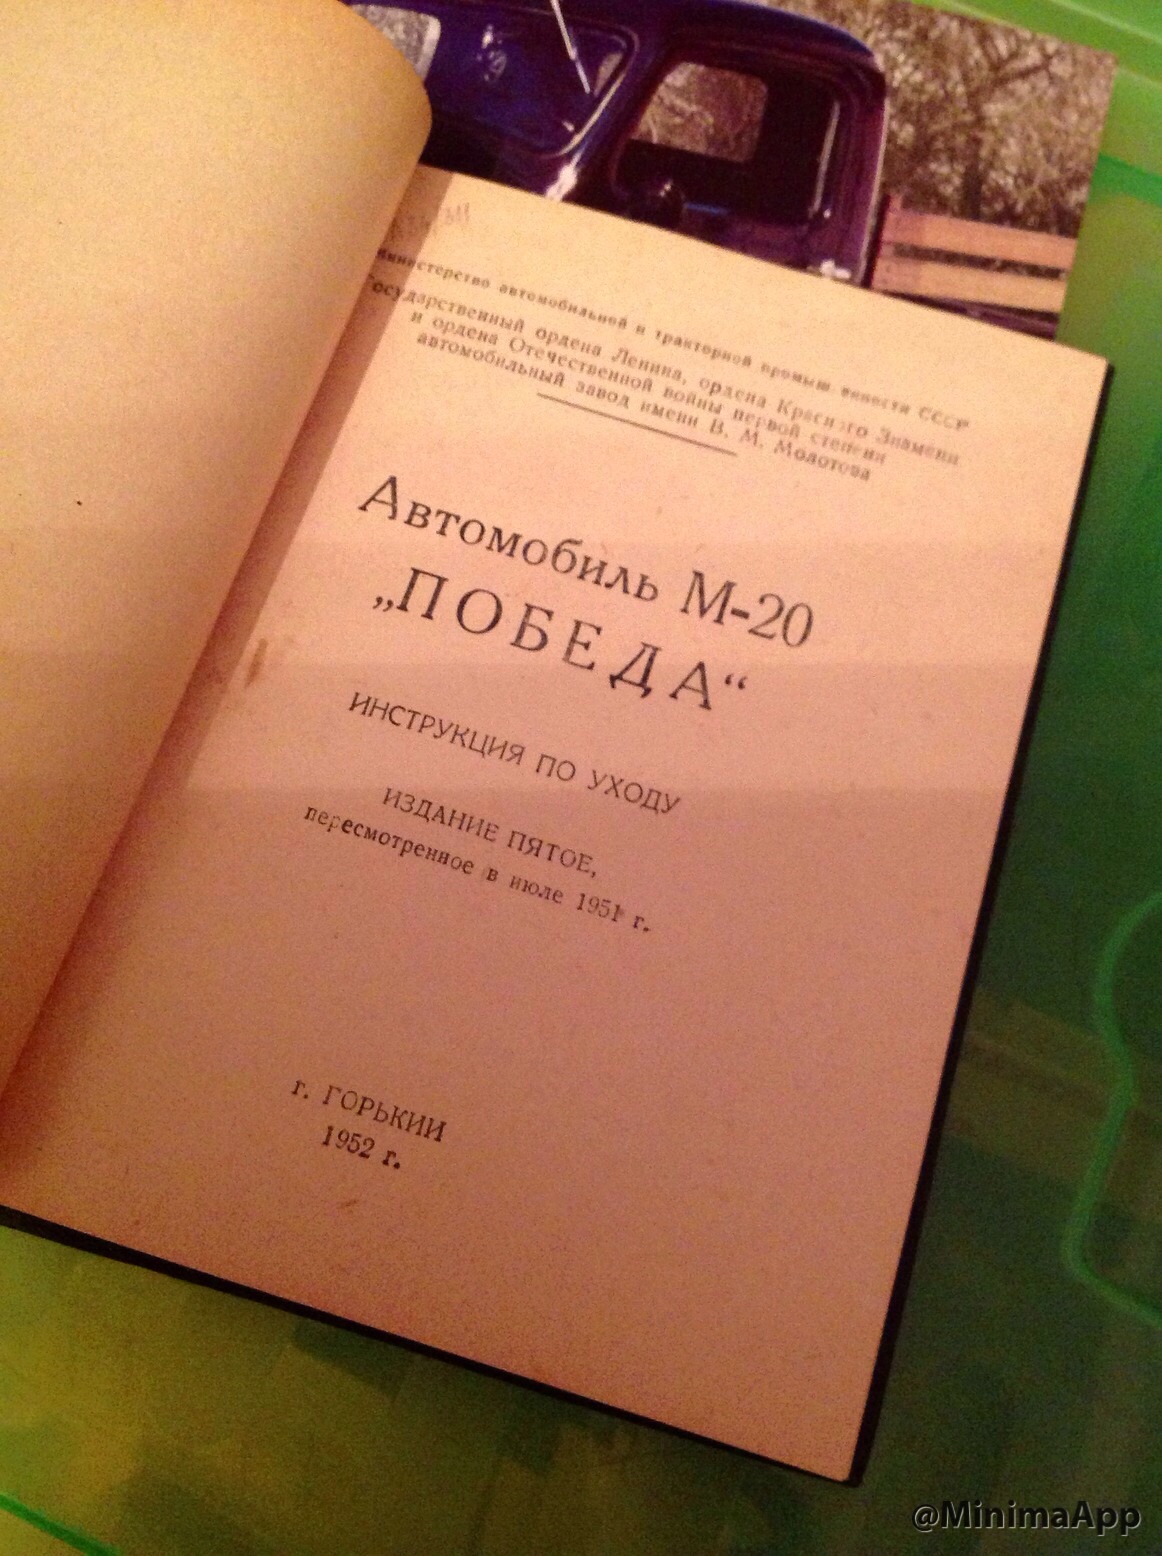 Министерство автомобильной и тракторной промышленности СССР
Государственный ордена Ленина, ордена Красного Знамени
и ордена Отечественной войны первой степени
автомобильный завод имени В. М. Молотова
Автомобиль М-20
„ПОБЕДА“
ИНСТРУКЦИЯ ПО УХОДУ
ИЗДАНИЕ ПЯТОЕ,
пересмотренное в июле 1951 г.
г. ГОРЬКИИ
1952 г.
@MinimaApp